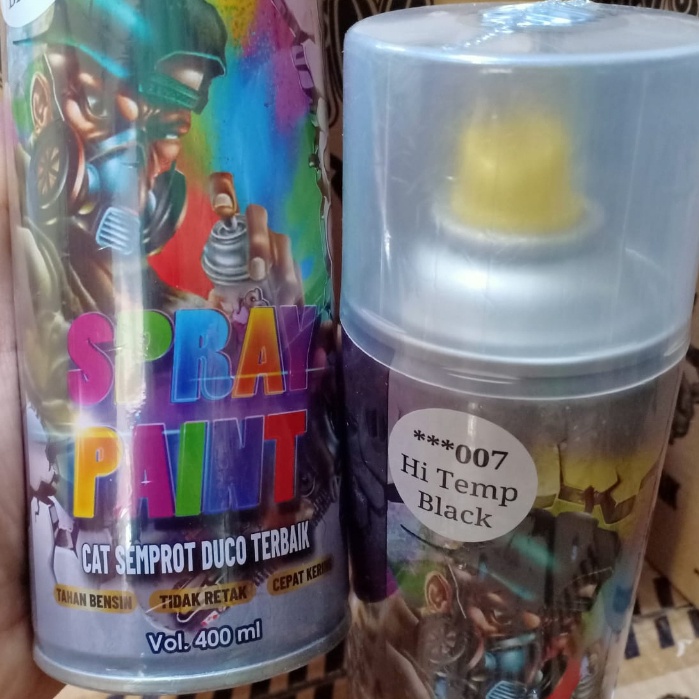 SPRAY
PAINT
CAT SEMPROT DUCO TERBAIK
TAHAN BENSIN
TIDAK RETAK
CEPAT KERING
Vol. 400 ml
***007
Hi Temp
Black